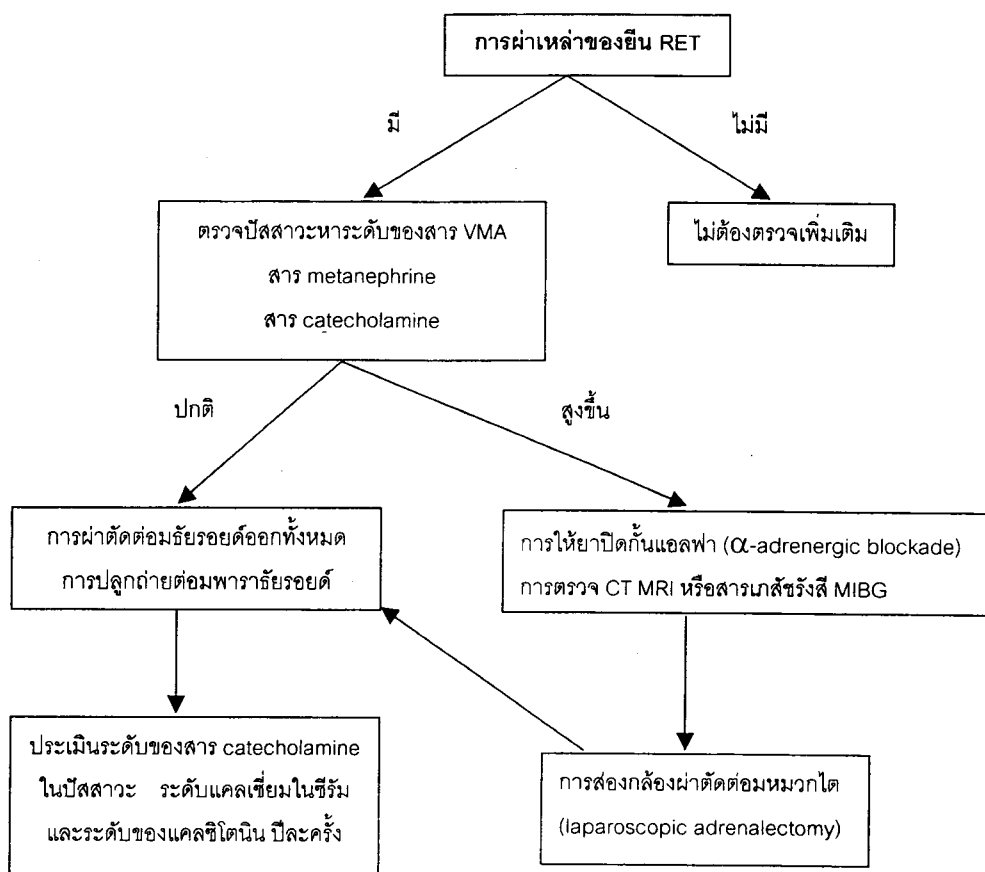 การผ่าเหล่าของยีน RET
มี
ไม่มี
ตรวจปัสสาวะหาระดับของสาร VMA
สาร metanephrine
สาร catecholamine
ไม่ต้องตรวจเพิ่มเติม
ปกติ
สูงขึ้น
การผ่าตัดต่อมธัยรอยด์ออกทั้งหมด
การปลูกถ่ายต่อมพาราธัยรอยด์
การให้ยาปิดกั้นแอลฟา (α-adrenergic blockade)
การตรวจ CT MRI หรือสารเภสัชรังสี MIBG
ประเมินระดับของสาร catecholamine
ในปัสสาวะ ระดับแคลเซี่ยมในซีรัม
และระดับของแคลซิโตนิน ปีละครั้ง
การส่องกล้องผ่าตัดต่อมหมวกไต
(laparoscopic adrenalectomy)